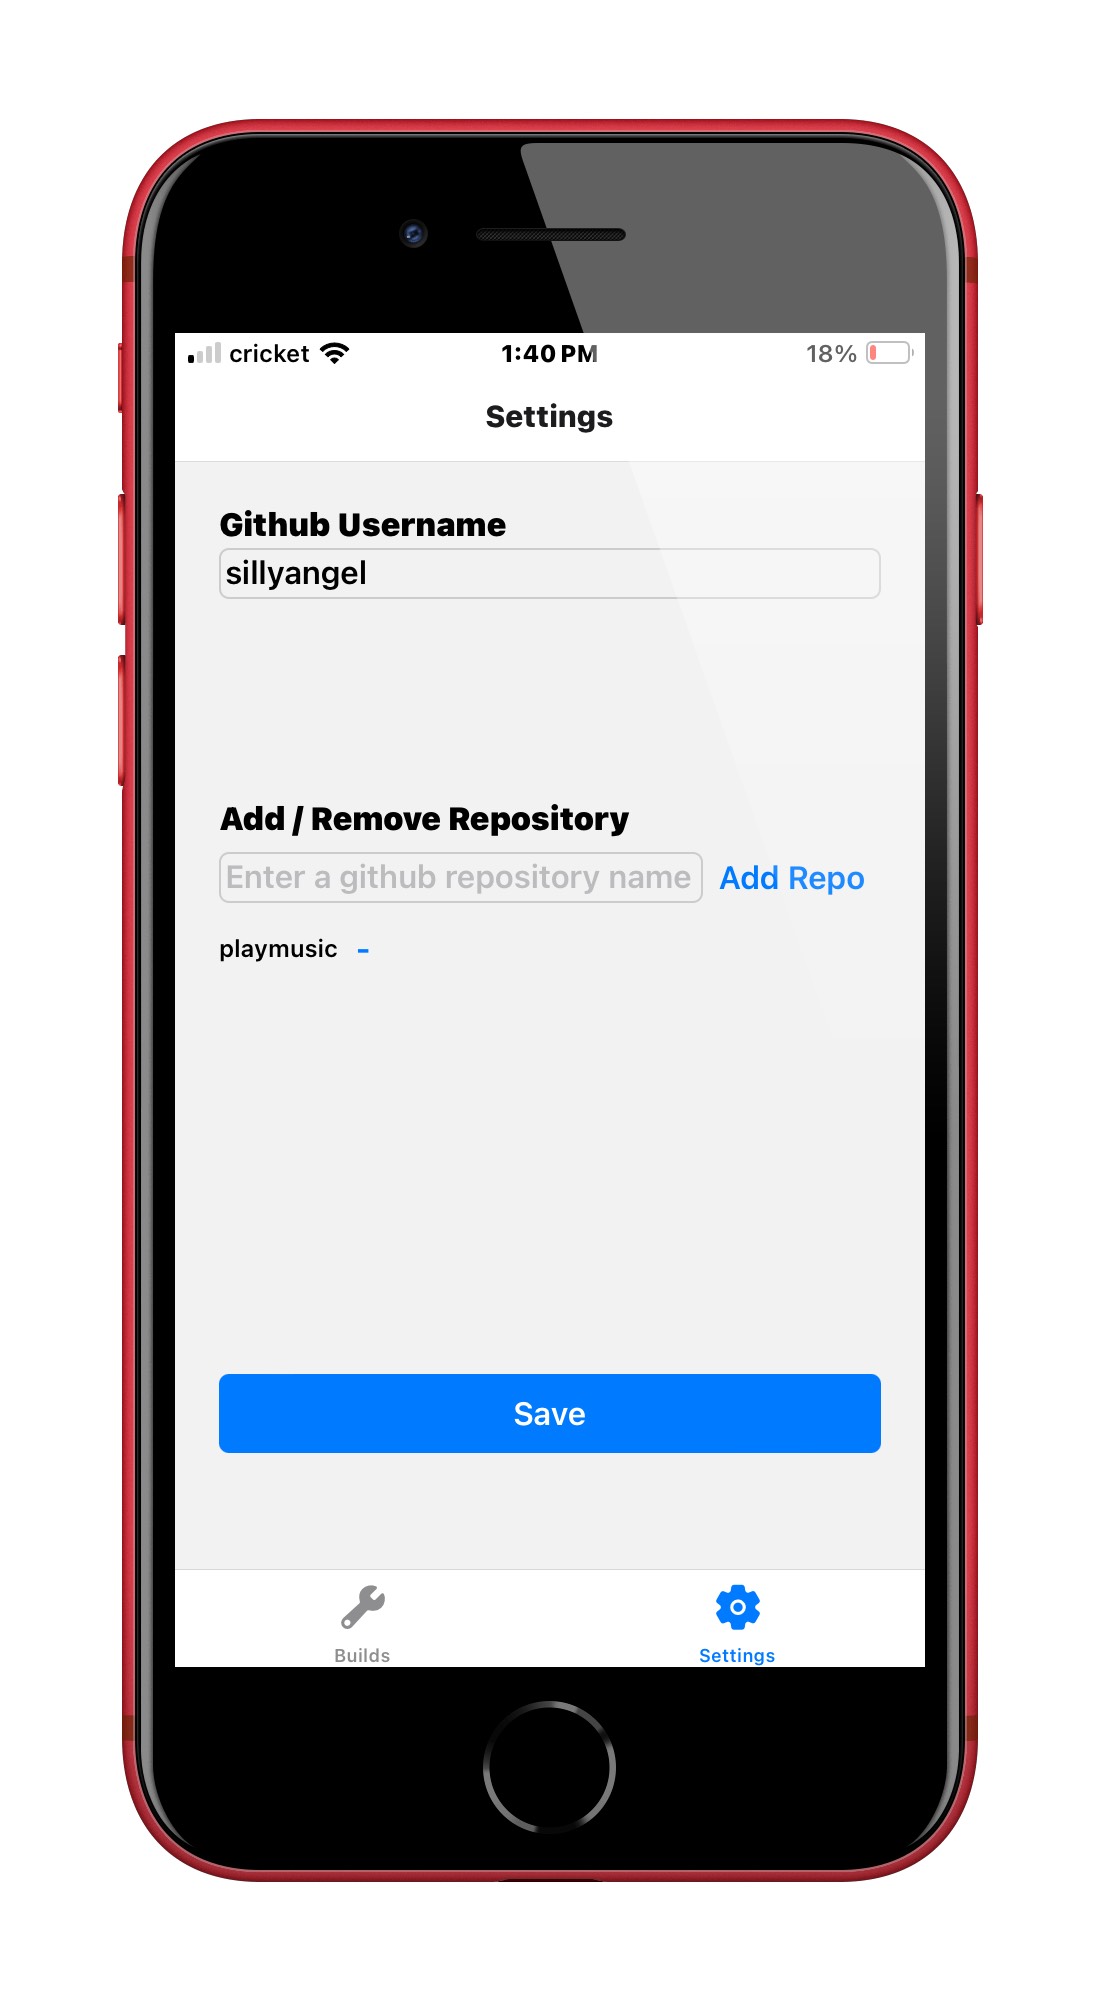 cricket 1:40 PM 18%
Settings
Github Username
sillyangel
Add / Remove Repository
Enter a github repository name Add Repo
playmusic -
Save
Builds Settings